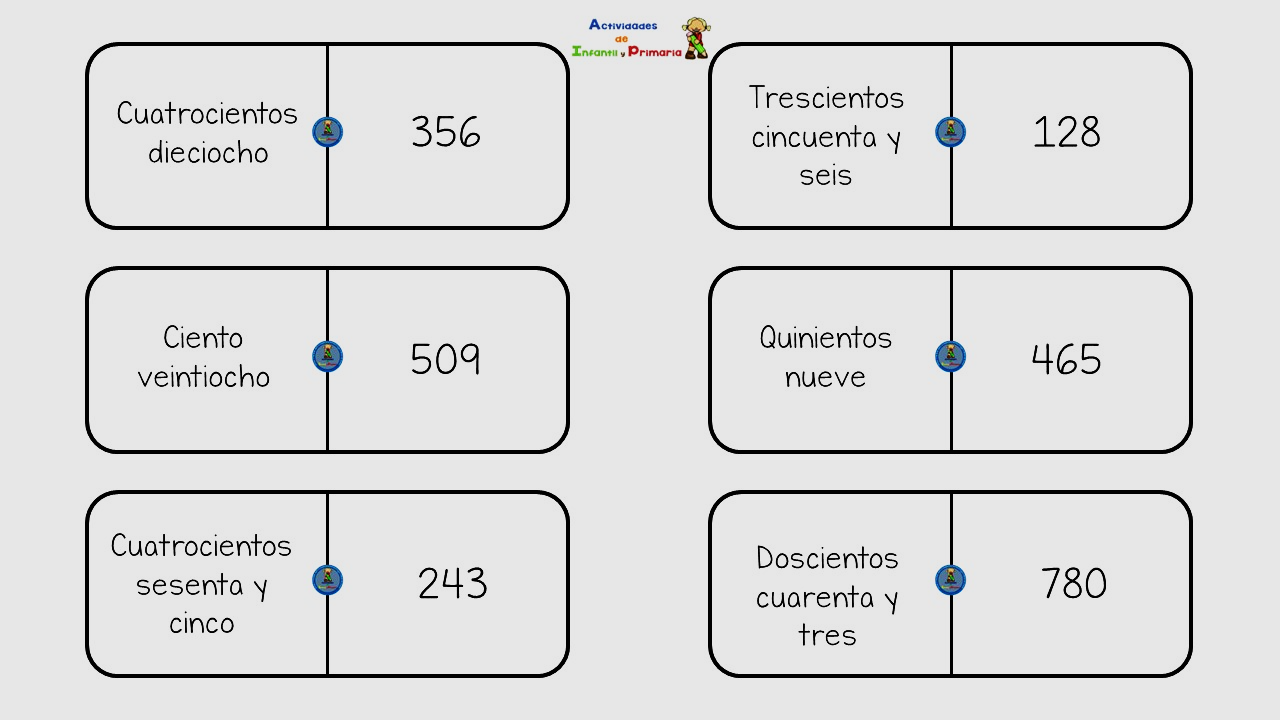 Actividades
de
Infantil y Primaria
Cuatrocientos
dieciocho
356
Trescientos
cincuenta y
seis
128
Ciento
veintiocho
509
Quinientos
nueve
465
Cuatrocientos
sesenta y
cinco
243
Doscientos
cuarenta y
tres
780